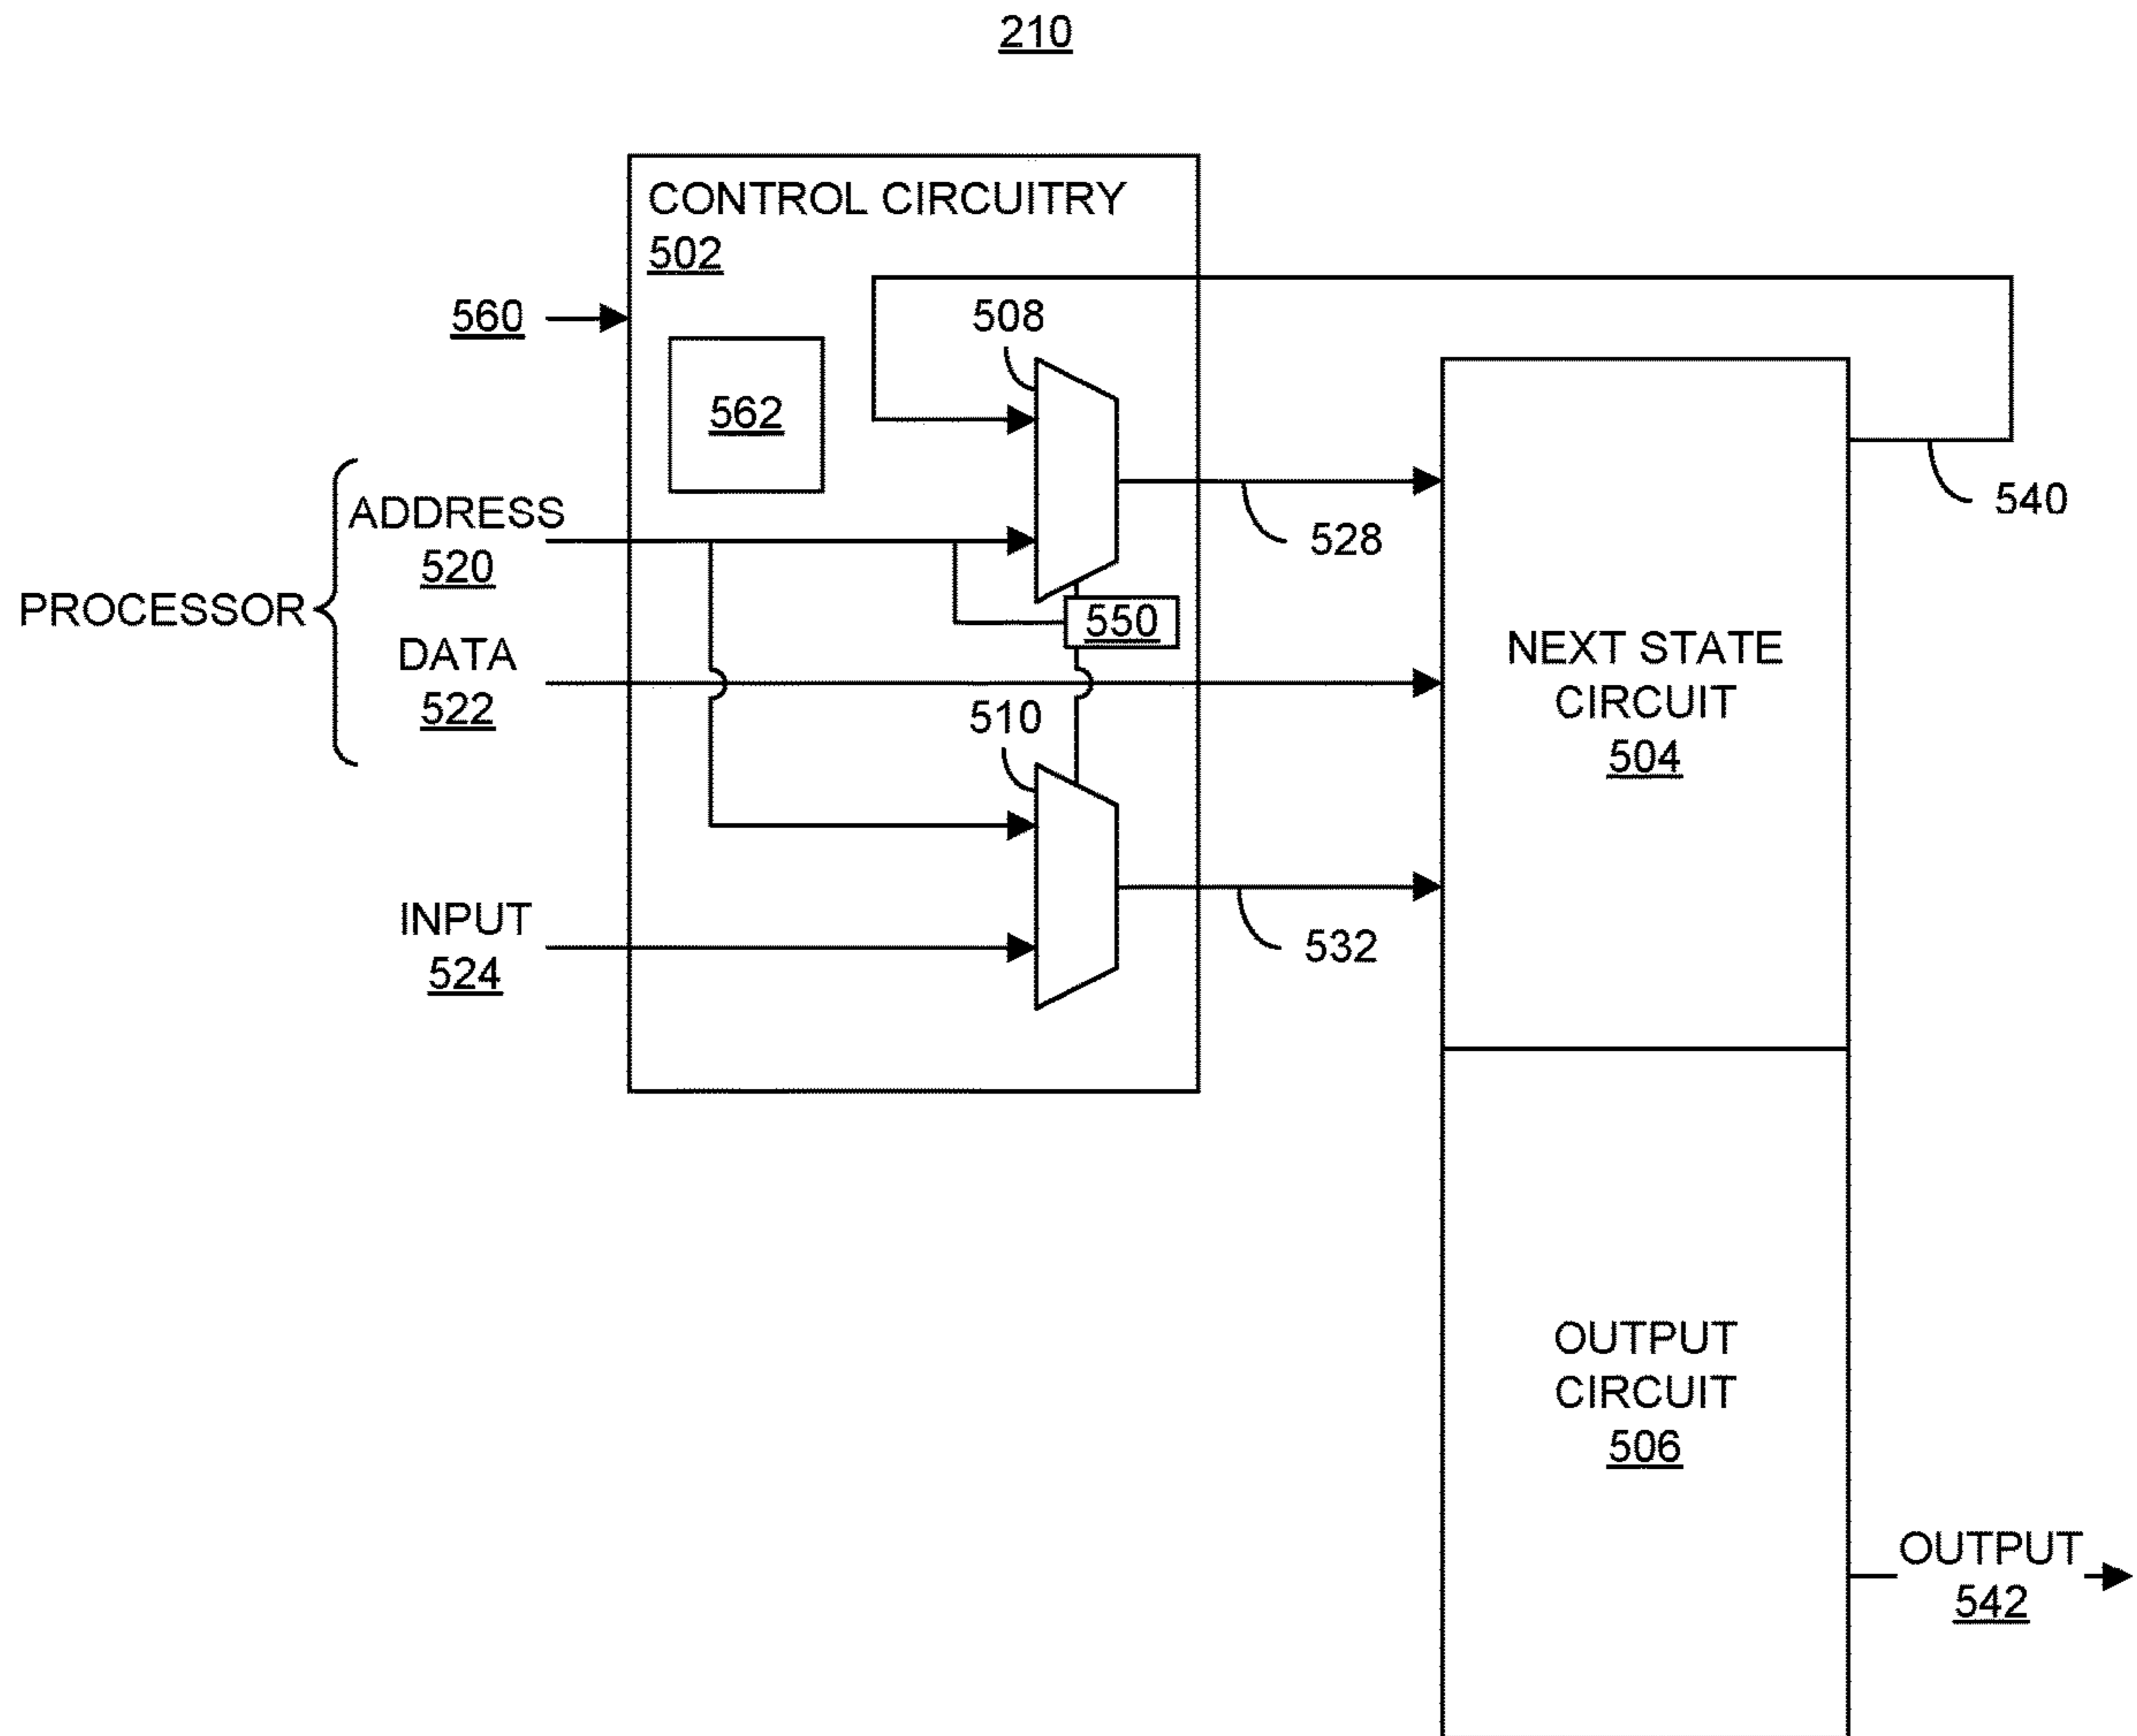 210
CONTROL CIRCUITRY
502
560
508
562
ADDRESS
520
540
528
PROCESSOR
550
DATA
522
NEXT STATE
CIRCUIT
504
510
INPUT
524
532
OUTPUT
CIRCUIT
506
OUTPUT
542